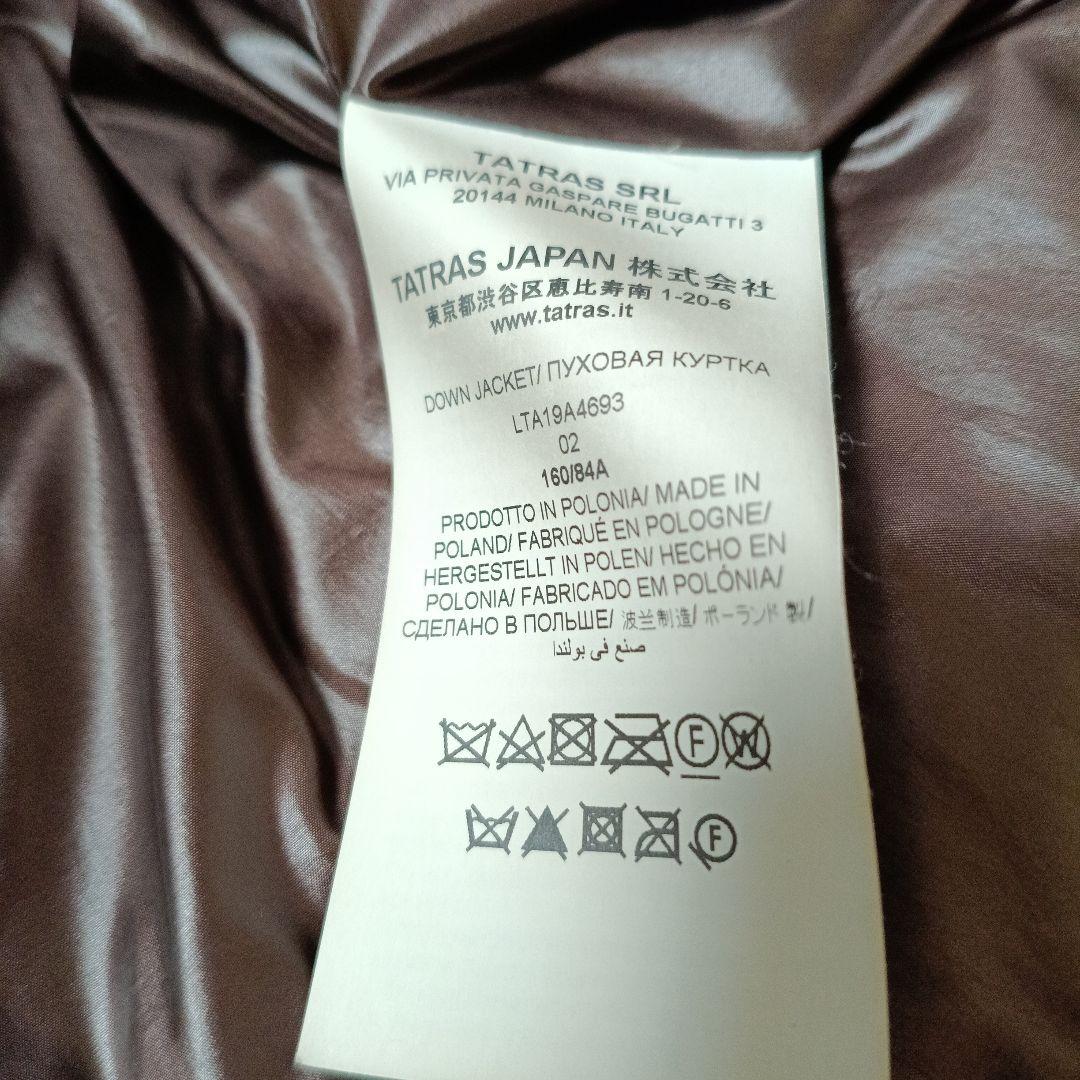 TATRAS SRL
VIA PRIVATA GASPARE BUGATTI 3
20144 MILANO ITALY
TATRAS JAPAN 株式会社
東京都渋谷区恵比寿南 1-20-6
www.tatras.it
DOWN JACKET/ ПУХОВАЯ КУРТКА
LTA19A4693
02
160/84A
PRODOTTO IN POLONIA/ MADE IN
POLAND/ FABRIQUÉ EN POLOGNE/
HERGESTELLT IN POLEN/ HECHO EN
POLONIA/ FABRICADO EM POLÓNIA/
СДЕЛАНО В ПОЛЬШЕ/ 波兰制造/ ポーランド 製/
صنع في بولندا
F W
F